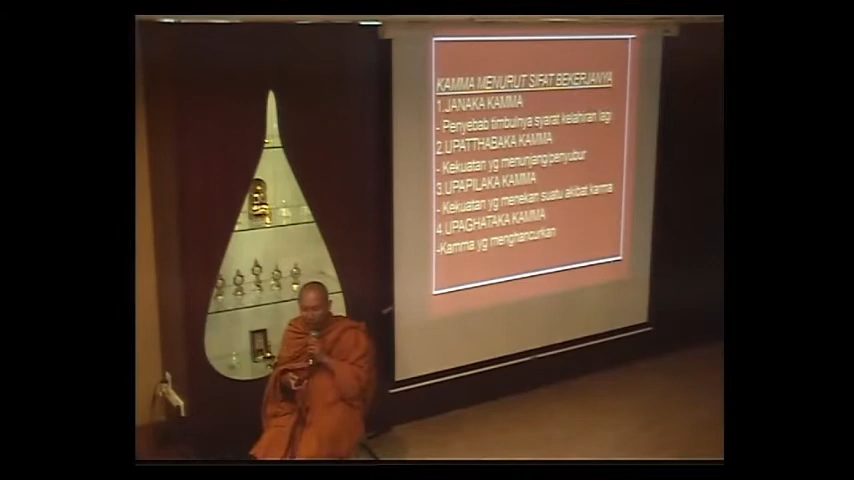 KAMMA MENURUT SIFAT BEKERJANYA
1.JANAKA KAMMA
- Penyebab timbulnya syarat kelahiran lagi
2.UPATTHABAKA KAMMA
- Kekuatan yg menunjang penyubur
3.UPAPILAKA KAMMA
- Kekuatan yg menekan suatu akibat karma
4.UPAGHATAKA KAMMA
-Kamma yg menghancurkan